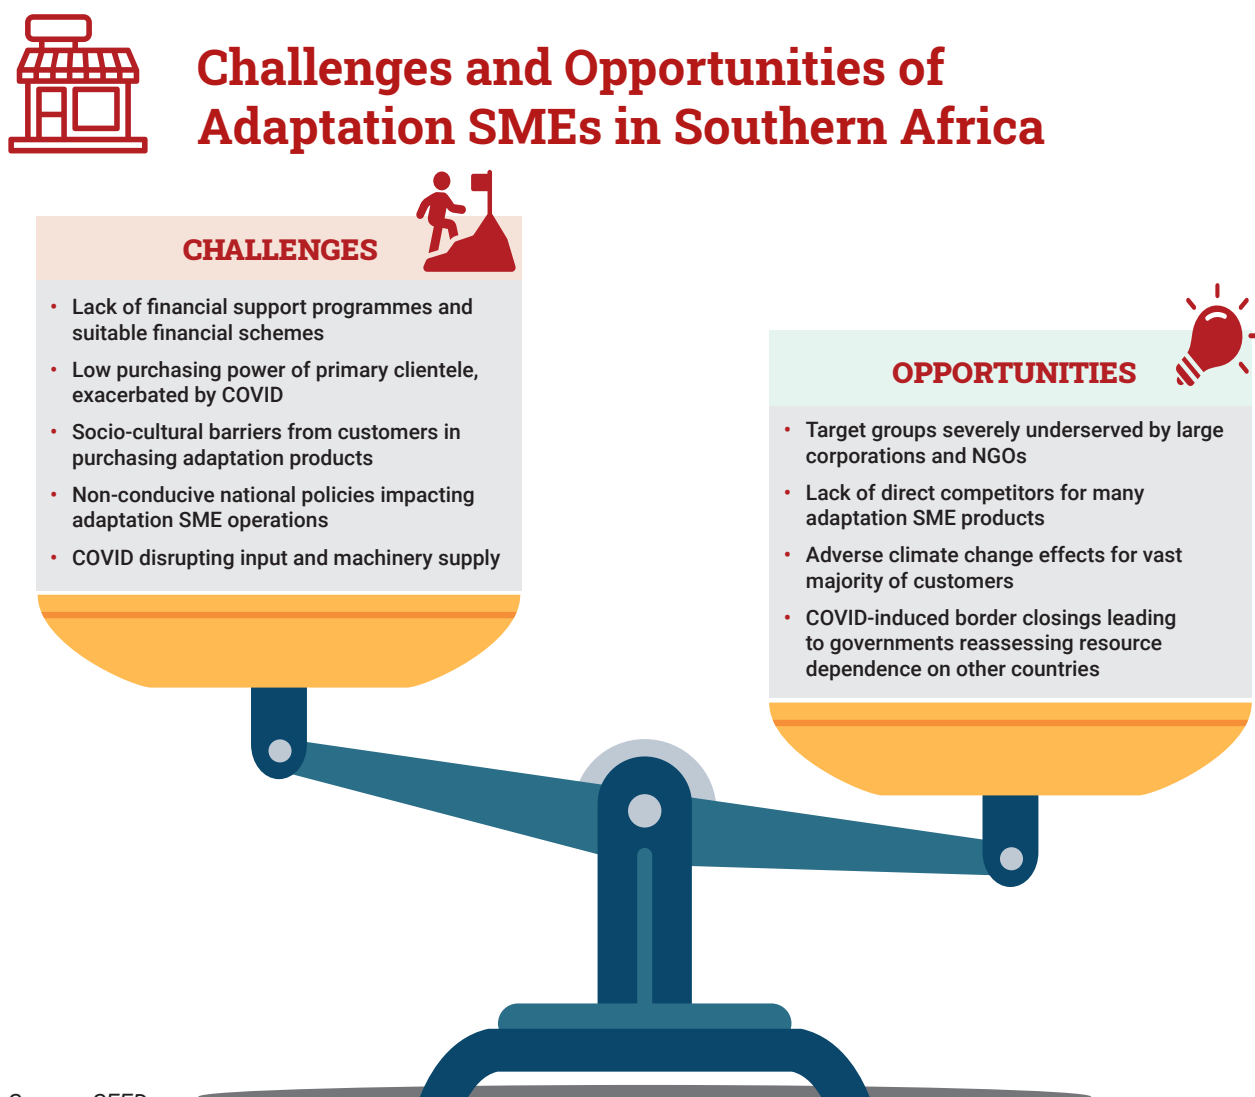 Challenges and Opportunities of
Adaptation SMEs in Southern Africa
CHALLENGES
• Lack of financial support programmes and
suitable financial schemes
• Low purchasing power of primary clientele,
exacerbated by COVID
• Socio-cultural barriers from customers in
purchasing adaptation products
• Non-conducive national policies impacting
adaptation SME operations
• COVID disrupting input and machinery supply
OPPORTUNITIES
• Target groups severely underserved by large
corporations and NGOs
• Lack of direct competitors for many
adaptation SME products
• Adverse climate change effects for vast
majority of customers
• COVID-induced border closings leading
to governments reassessing resource
dependence on other countries